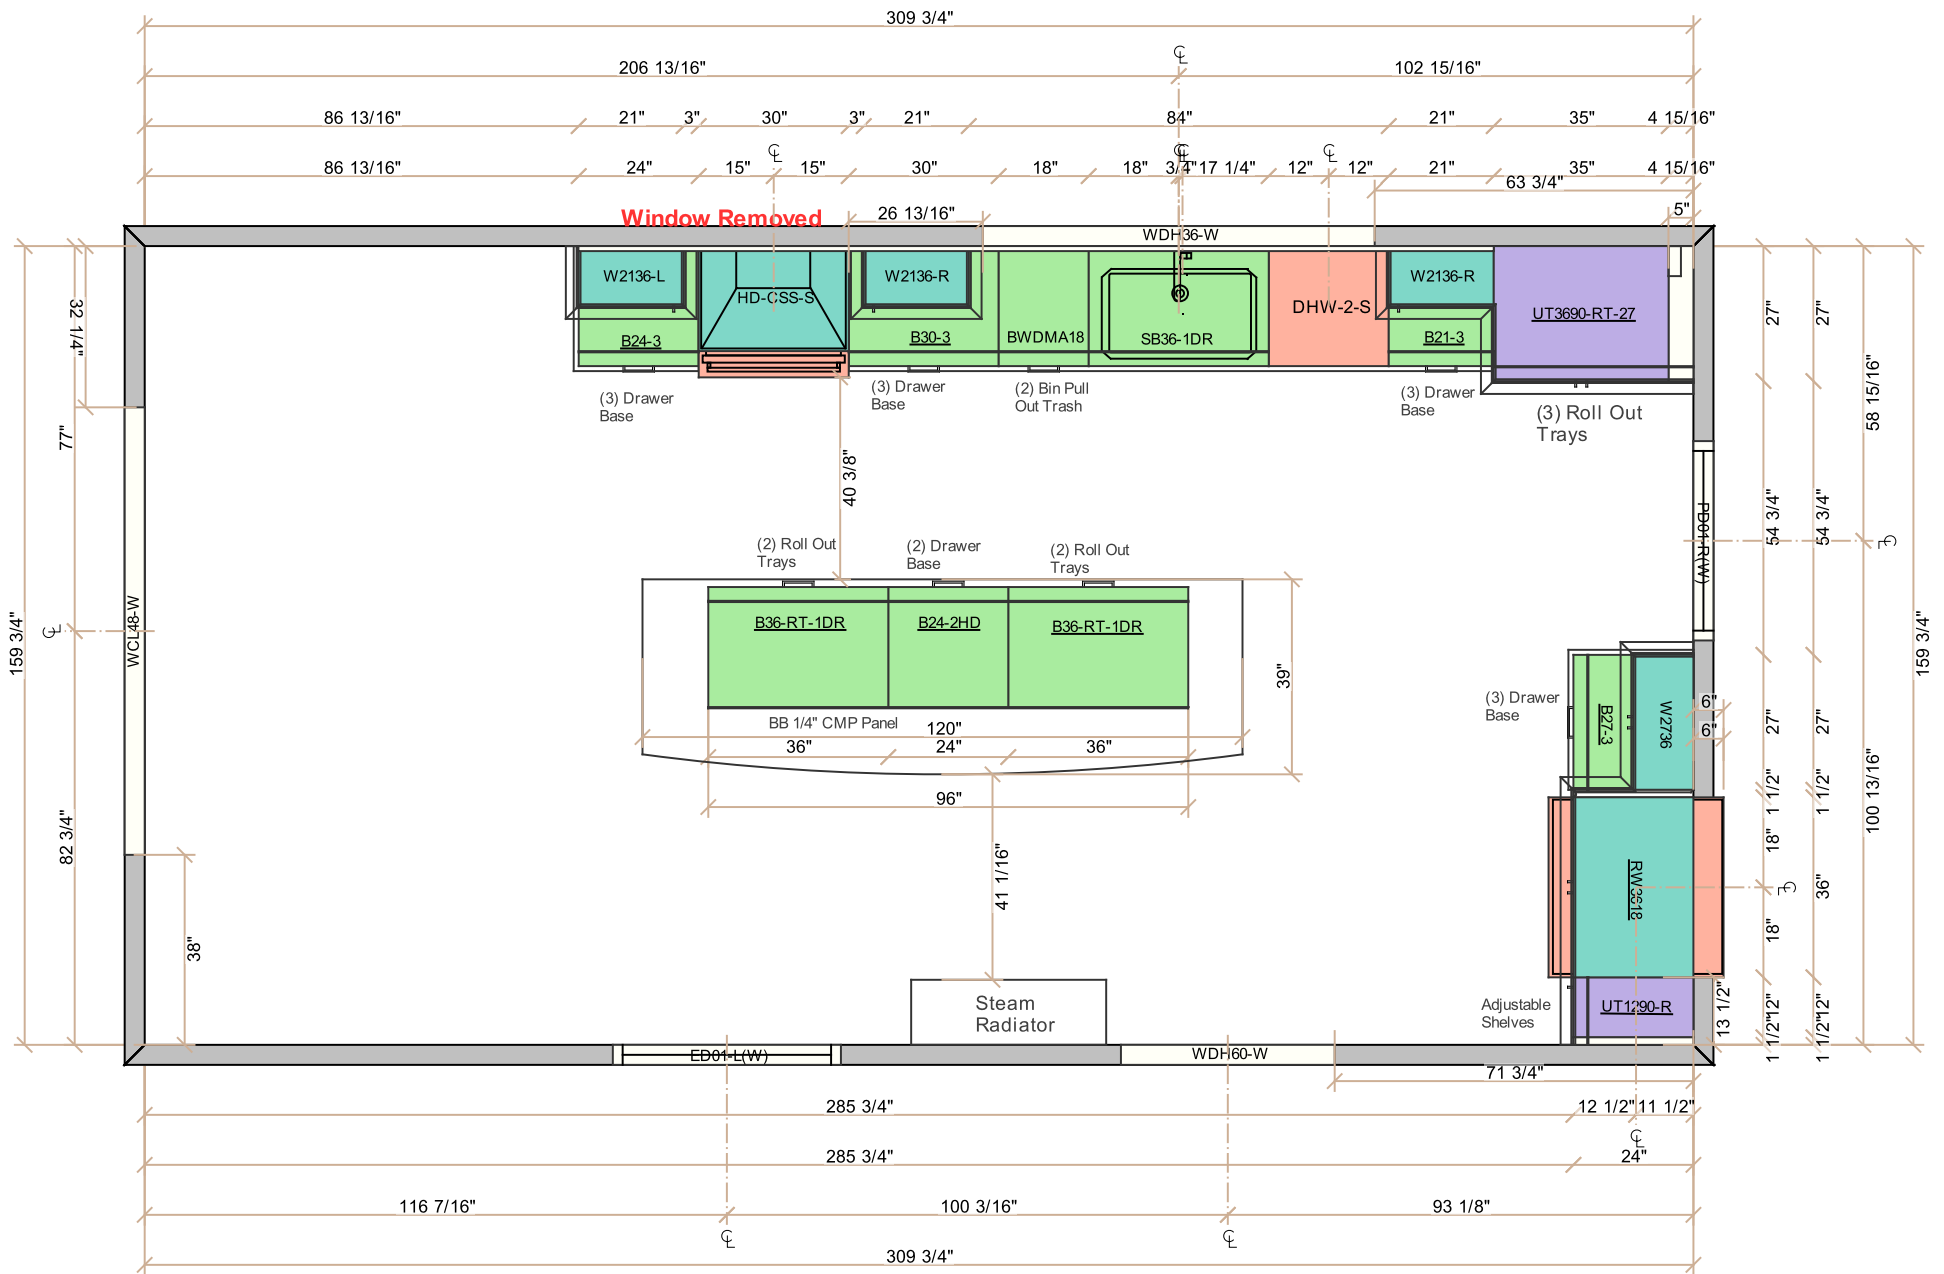 309 3/4"
206 13/16"
102 15/16"
86 13/16"
21"
3"
30"
3"
21"
84"
21"
35"
4 15/16"
86 13/16"
24"
15"
15"
30"
18"
18"
3/4"
17 1/4"
12"
12"
21"
35"
4 15/16"
63 3/4"
Window Removed
26 13/16"
5"
WDH36-W
W2136-L
HD-CSS-S
W2136-R
W2136-R
DHW-2-S
UT3690-RT-27
B24-3
B30-3
BWDMA18
SB36-1DR
B21-3
(3) Drawer
Base
(3) Drawer
Base
(2) Bin Pull
Out Trash
(3) Drawer
Base
(3) Roll Out
Trays
32 1/4"
77"
159 3/4"
82 3/4"
WCL48-W
38"
40 3/8"
(2) Roll Out
Trays
(2) Drawer
Base
(2) Roll Out
Trays
B36-RT-1DR
B24-2HD
B36-RT-1DR
BB 1/4" CMP Panel
120"
36"
24"
36"
96"
39"
41 1/16"
Steam
Radiator
PD01-R(W)
(3) Drawer
Base
B27-3
W2736
6"
6"
RW3618
Adjustable
Shelves
UT1290-R
13 1/2"
27"
54 3/4"
27"
1 1/2"
18"
18"
12"
1 1/2"
27"
54 3/4"
27"
1 1/2"
36"
12"
1 1/2"
58 15/16"
100 13/16"
159 3/4"
ED01-L(W)
WDH60-W
71 3/4"
285 3/4"
12 1/2"
11 1/2"
285 3/4"
24"
116 7/16"
100 3/16"
93 1/8"
309 3/4"